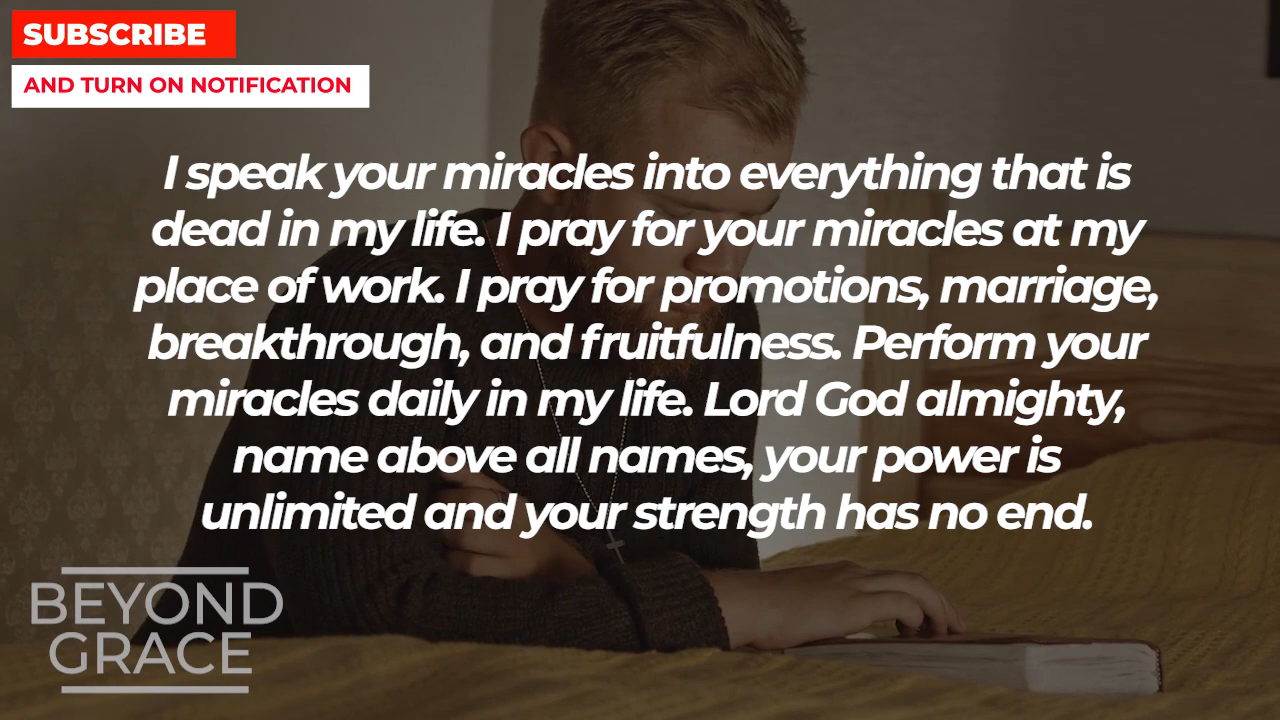 SUBSCRIBE
AND TURN ON NOTIFICATION
I speak your miracles into everything that is
dead in my life. I pray for your miracles at my
place of work. I pray for promotions, marriage,
breakthrough, and fruitfulness. Perform your
miracles daily in my life. Lord God almighty,
name above all names, your power is
unlimited and your strength has no end.
BEYOND
GRACE